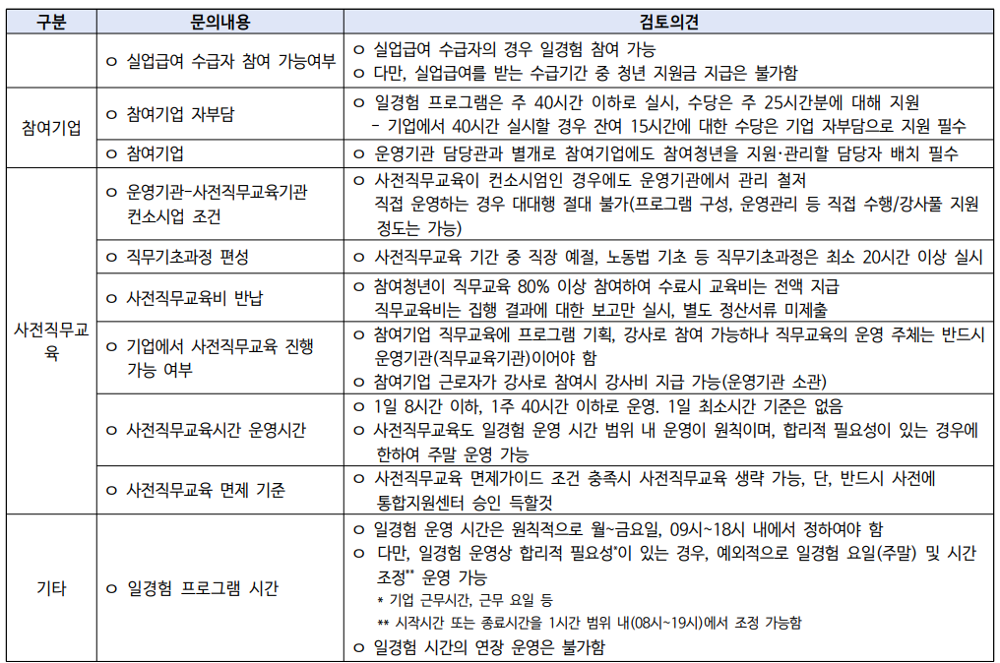 구분 문의내용 검토의견
ㅇ 실업급여 수급자 참여 가능여부
ㅇ 실업급여 수급자의 경우 일경험 참여 가능
ㅇ 다만, 실업급여를 받는 수급기간 중 청년 지원금 지급은 불가함
참여기업
ㅇ 참여기업 자부담
ㅇ 일경험 프로그램은 주 40시간 이하로 실시, 수당은 주 25시간분에 대해 지원
- 기업에서 40시간 실시할 경우 잔여 15시간에 대한 수당은 기업 자부담으로 지원 필수
ㅇ 참여기업
ㅇ 운영기관 담당관과 별개로 참여기업에도 참여청년을 지원·관리할 담당자 배치 필수
사전직무교
육
ㅇ 운영기관-사전직무교육기관
컨소시업 조건
ㅇ 사전직무교육이 컨소시엄인 경우에도 운영기관에서 관리 철저
직접 운영하는 경우 대대행 절대 불가(프로그램 구성, 운영관리 등 직접 수행/강사풀 지원
정도는 가능)
ㅇ 직무기초과정 편성
ㅇ 사전직무교육 기간 중 직장 예절, 노동법 기초 등 직무기초과정은 최소 20시간 이상 실시
ㅇ 사전직무교육비 반납
ㅇ 참여청년이 직무교육 80% 이상 참여하여 수료시 교육비는 전액 지급
직무교육비는 집행 결과에 대한 보고만 실시, 별도 정산서류 미제출
ㅇ 기업에서 사전직무교육 진행
가능 여부
ㅇ 참여기업 직무교육에 프로그램 기획, 강사로 참여 가능하나 직무교육의 운영 주체는 반드시
운영기관(직무교육기관)이어야 함
ㅇ 참여기업 근로자가 강사로 참여시 강사비 지급 가능(운영기관 소관)
ㅇ 사전직무교육시간 운영시간
ㅇ 1일 8시간 이하, 1주 40시간 이하로 운영. 1일 최소시간 기준은 없음
ㅇ 사전직무교육도 일경험 운영 시간 범위 내 운영이 원칙이며, 합리적 필요성이 있는 경우에
한하여 주말 운영 가능
ㅇ 사전직무교육 면제 기준
ㅇ 사전직무교육 면제가이드 조건 충족시 사전직무교육 생략 가능, 단, 반드시 사전에
통합지원센터 승인 득할것
기타
ㅇ 일경험 프로그램 시간
ㅇ 일경험 운영 시간은 원칙적으로 월~금요일, 09시~18시 내에서 정하여야 함
ㅇ 다만, 일경험 운영상 합리적 필요성*이 있는 경우, 예외적으로 일경험 요일(주말) 및 시간
조정** 운영 가능
* 기업 근무시간, 근무 요일 등
** 시작시간 또는 종료시간을 1시간 범위 내(08시~19시)에서 조정 가능함
ㅇ 일경험 시간의 연장 운영은 불가함